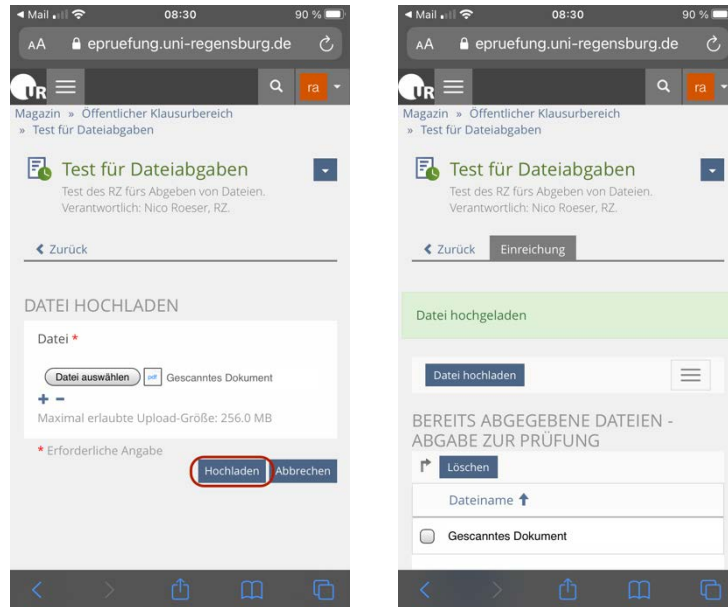 Mail
08:30
90 %
AA epruefung.uni-regensburg.de
UR
ra
Magazin » Öffentlicher Klausurbereich
» Test für Dateiabgaben
Test für Dateiabgaben
Test des RZ fürs Abgeben von Dateien.
Verantwortlich: Nico Roeser, RZ.
Zurück
DATEI HOCHLADEN
Datei *
Datei auswählen pdf Gescanntes Dokument
+ −
Maximal erlaubte Upload-Größe: 256.0 MB
* Erforderliche Angabe
Hochladen Abbrechen
Mail
08:30
90 %
AA epruefung.uni-regensburg.de
UR
ra
Magazin » Öffentlicher Klausurbereich
» Test für Dateiabgaben
Test für Dateiabgaben
Test des RZ fürs Abgeben von Dateien.
Verantwortlich: Nico Roeser, RZ.
Zurück Einreichung
Datei hochgeladen
Datei hochladen
BEREITS ABGEGEBENE DATEIEN -
ABGABE ZUR PRÜFUNG
Löschen
Dateiname
Gescanntes Dokument